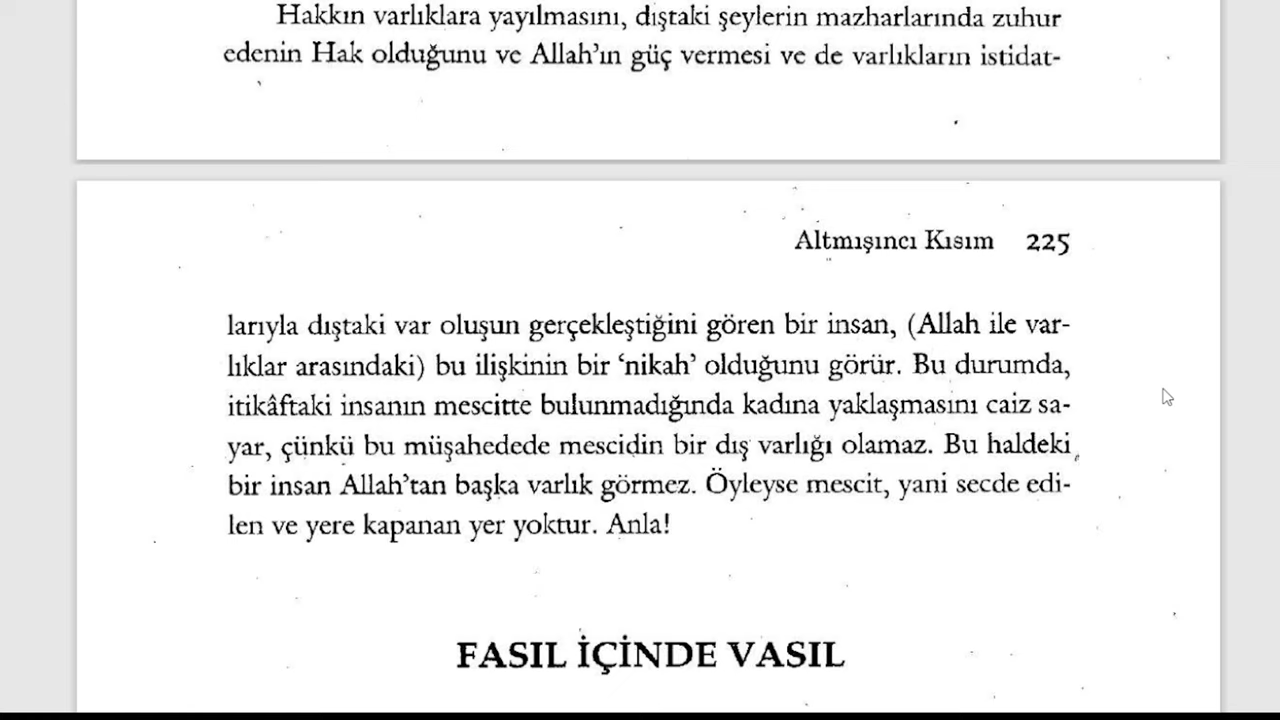 Hakkın varlıklara yayılmasını, dıştaki şeylerin mazharlarında zuhur
edenin Hak olduğunu ve Allah'ın güç vermesi ve de varlıkların istidat-
Altmışıncı Kısım 225
larıyla dıştaki var oluşun gerçekleştiğini gören bir insan, (Allah ile var-
lıklar arasındaki) bu ilişkinin bir 'nikah' olduğunu görür. Bu durumda,
itikâftaki insanın mescitte bulunmadığında kadına yaklaşmasını caiz sa-
yar, çünkü bu müşahedede mescidin bir dış varlığı olamaz. Bu haldeki
bir insan Allah'tan başka varlık görmez. Öyleyse mescit, yani secde edi-
len ve yere kapanan yer yoktur. Anla!
FASIL İÇİNDE VASIL